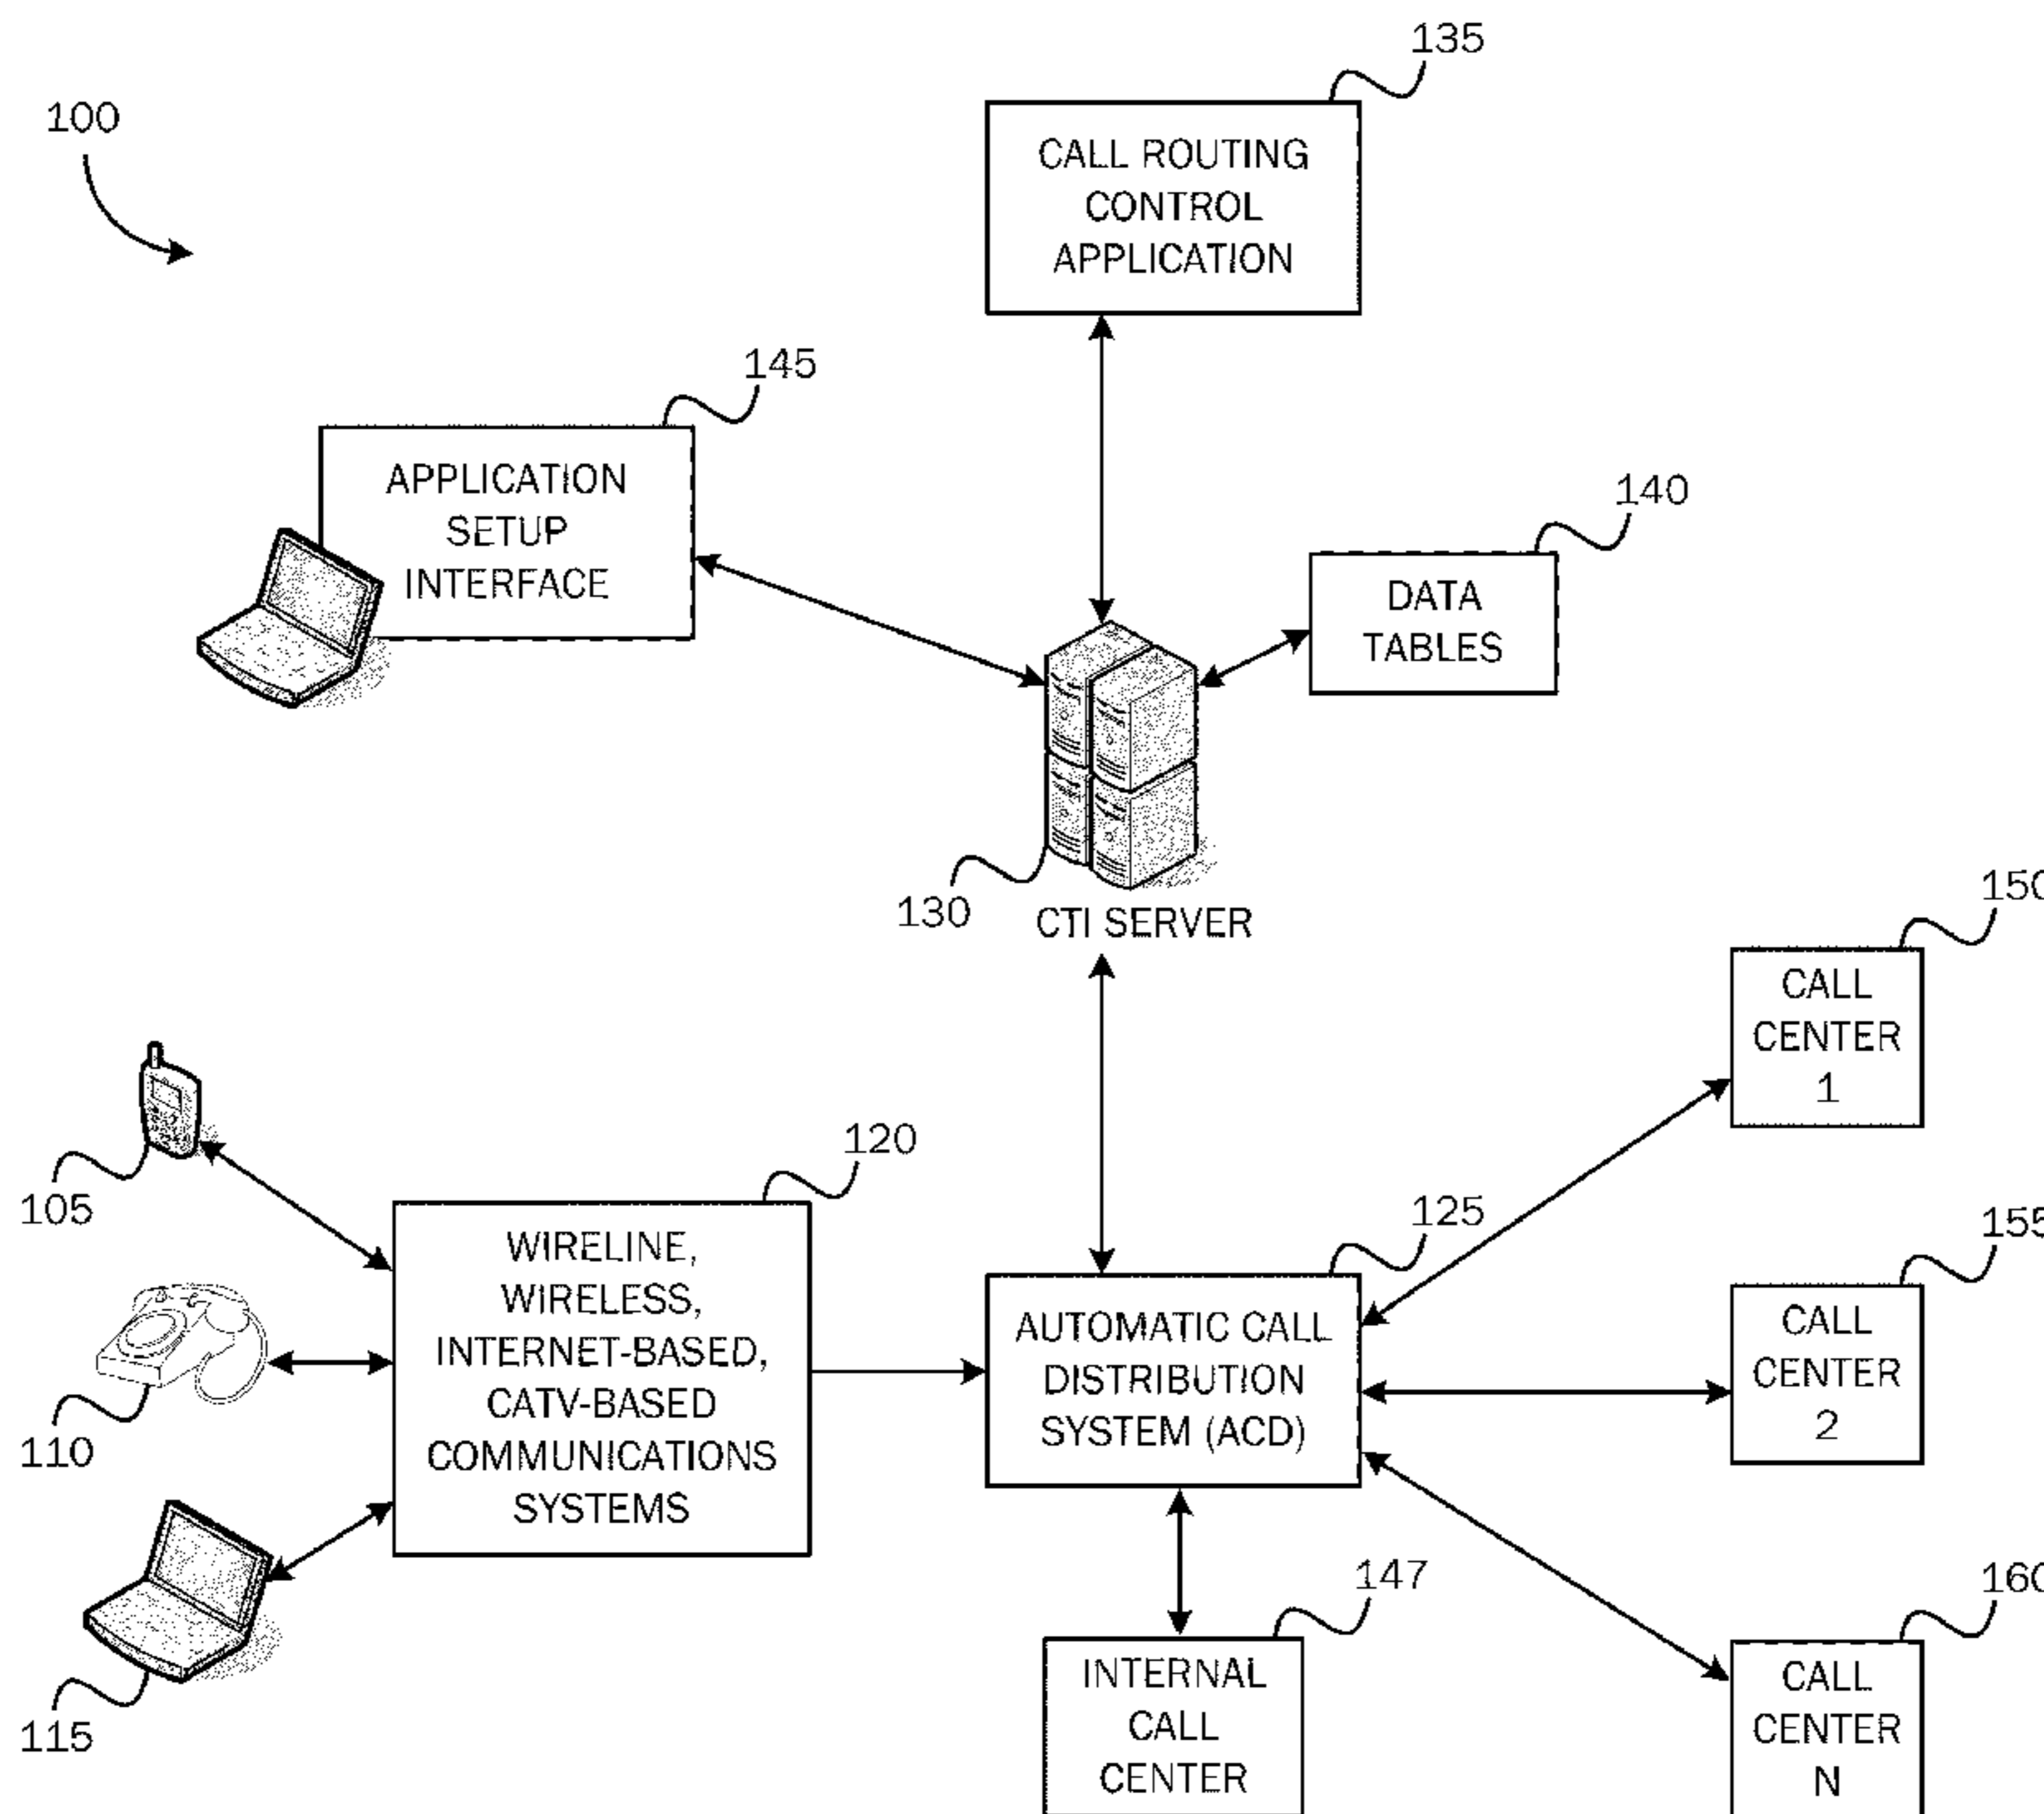 135
100
CALL ROUTING
CONTROL
APPLICATION
145
APPLICATION
SETUP
INTERFACE
140
DATA
TABLES
130
CTI SERVER
150
CALL
CENTER
1
105
120
WIRELINE,
WIRELESS,
INTERNET-BASED,
CATV-BASED
COMMUNICATIONS
SYSTEMS
125
AUTOMATIC CALL
DISTRIBUTION
SYSTEM (ACD)
155
CALL
CENTER
2
110
115
147
INTERNAL
CALL
CENTER
160
CALL
CENTER
N